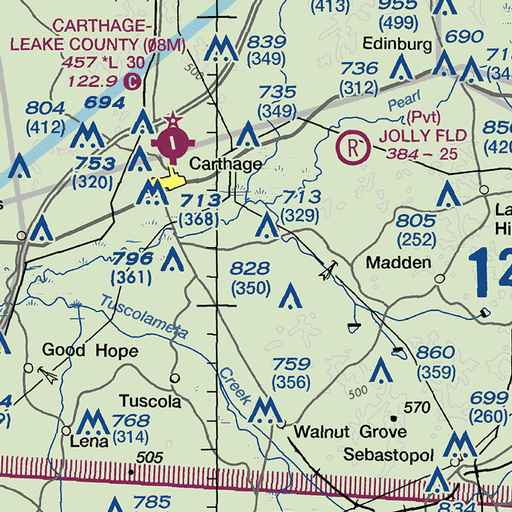 (413)
955
(499)
CARTHAGE-
LEAKE COUNTY (08M)
457 *L 30
122.9 C
500
839
(349)
Edinburg
690
736
(312)
735
(349)
Pearl
(Pvt)
JOLLY FLD
384 - 25
R
804
(412)
694
I
Carthage
753
(320)
713
(368)
713
(329)
805
(252)
Madden
12
796
(361)
828
(350)
Tuscolameta
Creek
Good Hope
759
(356)
860
(359)
500
Tuscola
570
699
(260)
768
(314)
Lena
Walnut Grove
Sebastopol
505
785
834